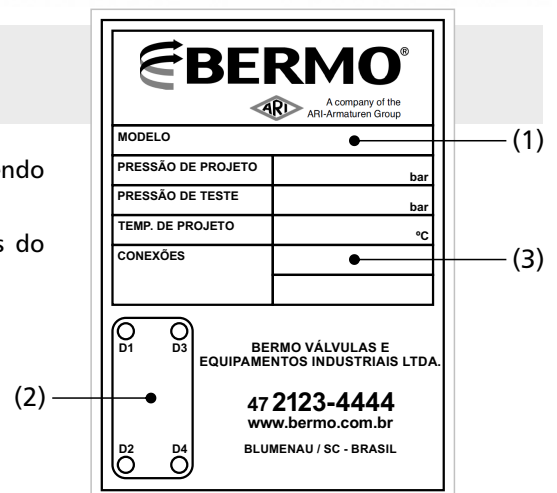 BERMO®
ARI
A company of the
ARI-Armaturen Group
MODELO
(1)
endo
PRESSÃO DE PROJETO
bar
PRESSÃO DE TESTE
bar
s do
TEMP. DE PROJETO
ºC
CONEXÕES
(3)
D1 D3
BERMO VÁLVULAS E
EQUIPAMENTOS INDUSTRIAIS LTDA.
(2)
47 2123-4444
www.bermo.com.br
D2 D4
BLUMENAU / SC - BRASIL